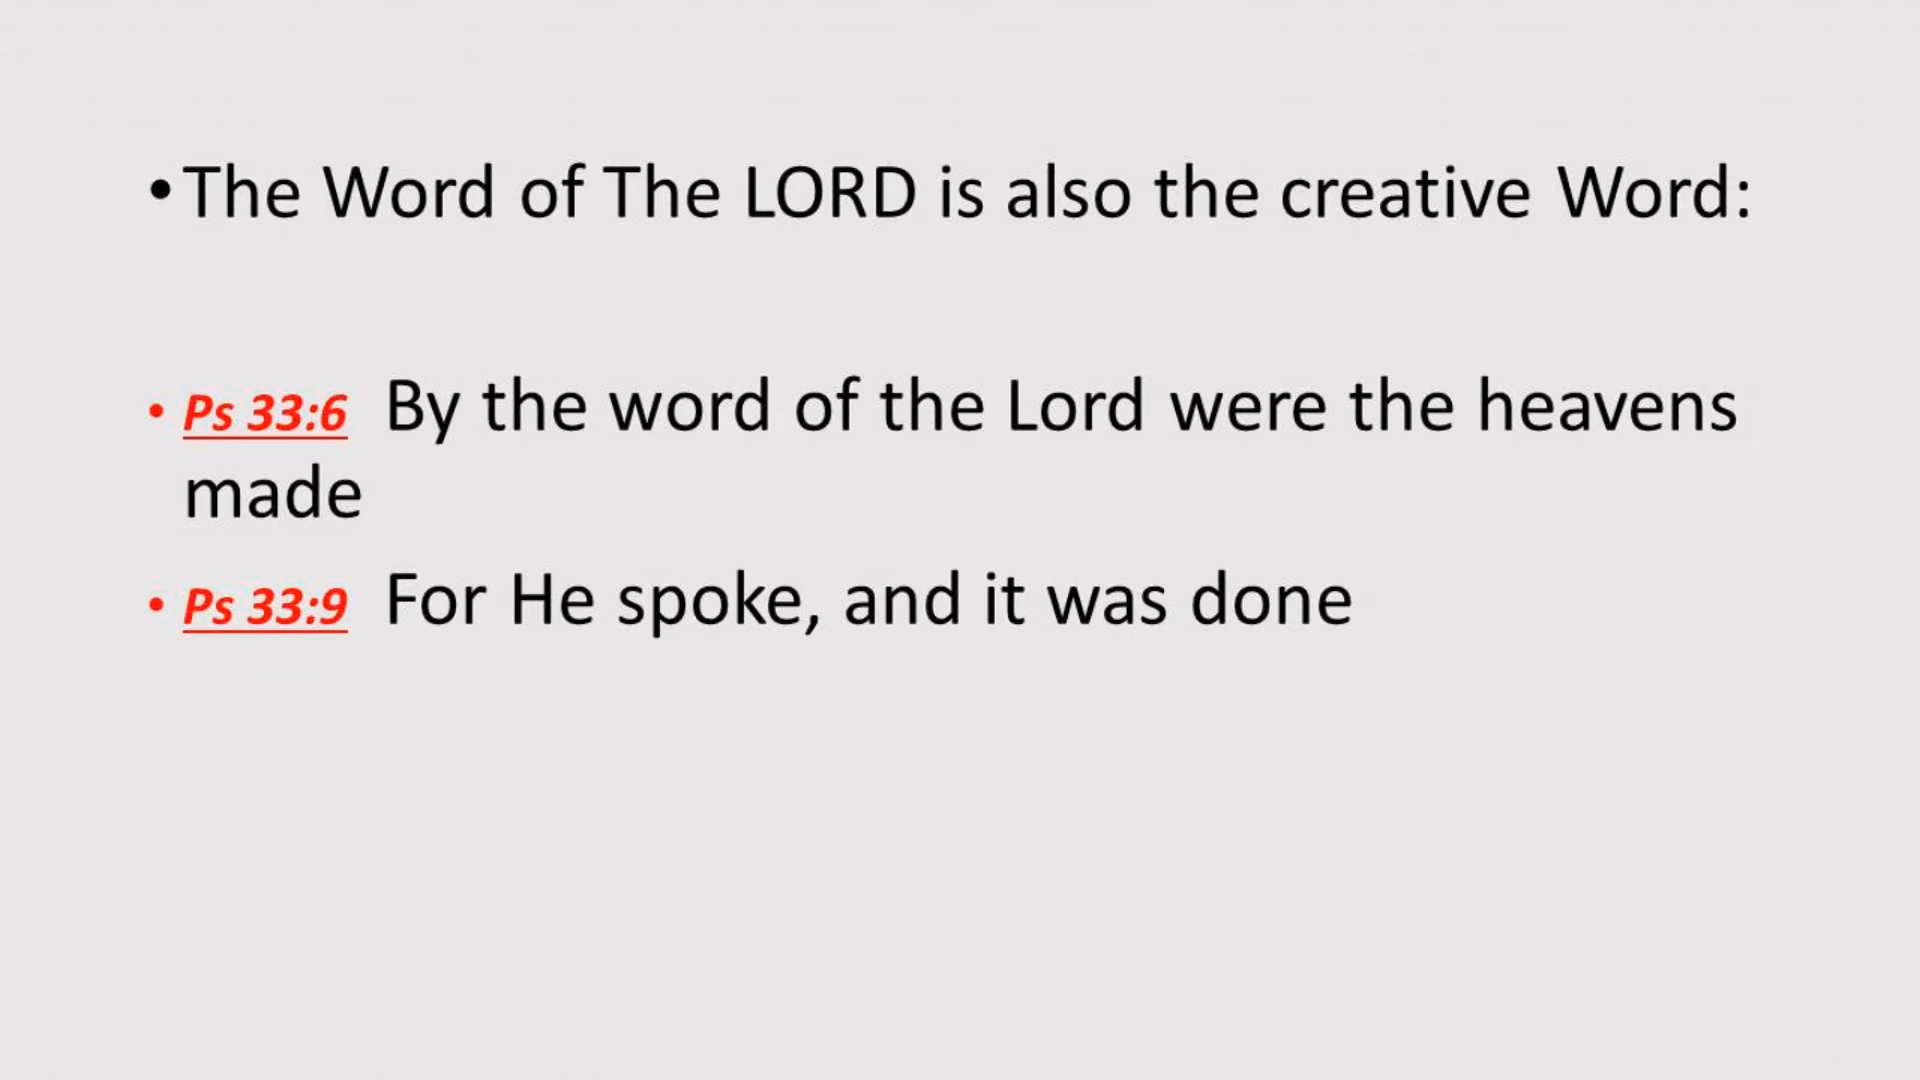 • The Word of The LORD is also the creative Word:
• Ps 33:6 By the word of the Lord were the heavens
made
• Ps 33:9 For He spoke, and it was done